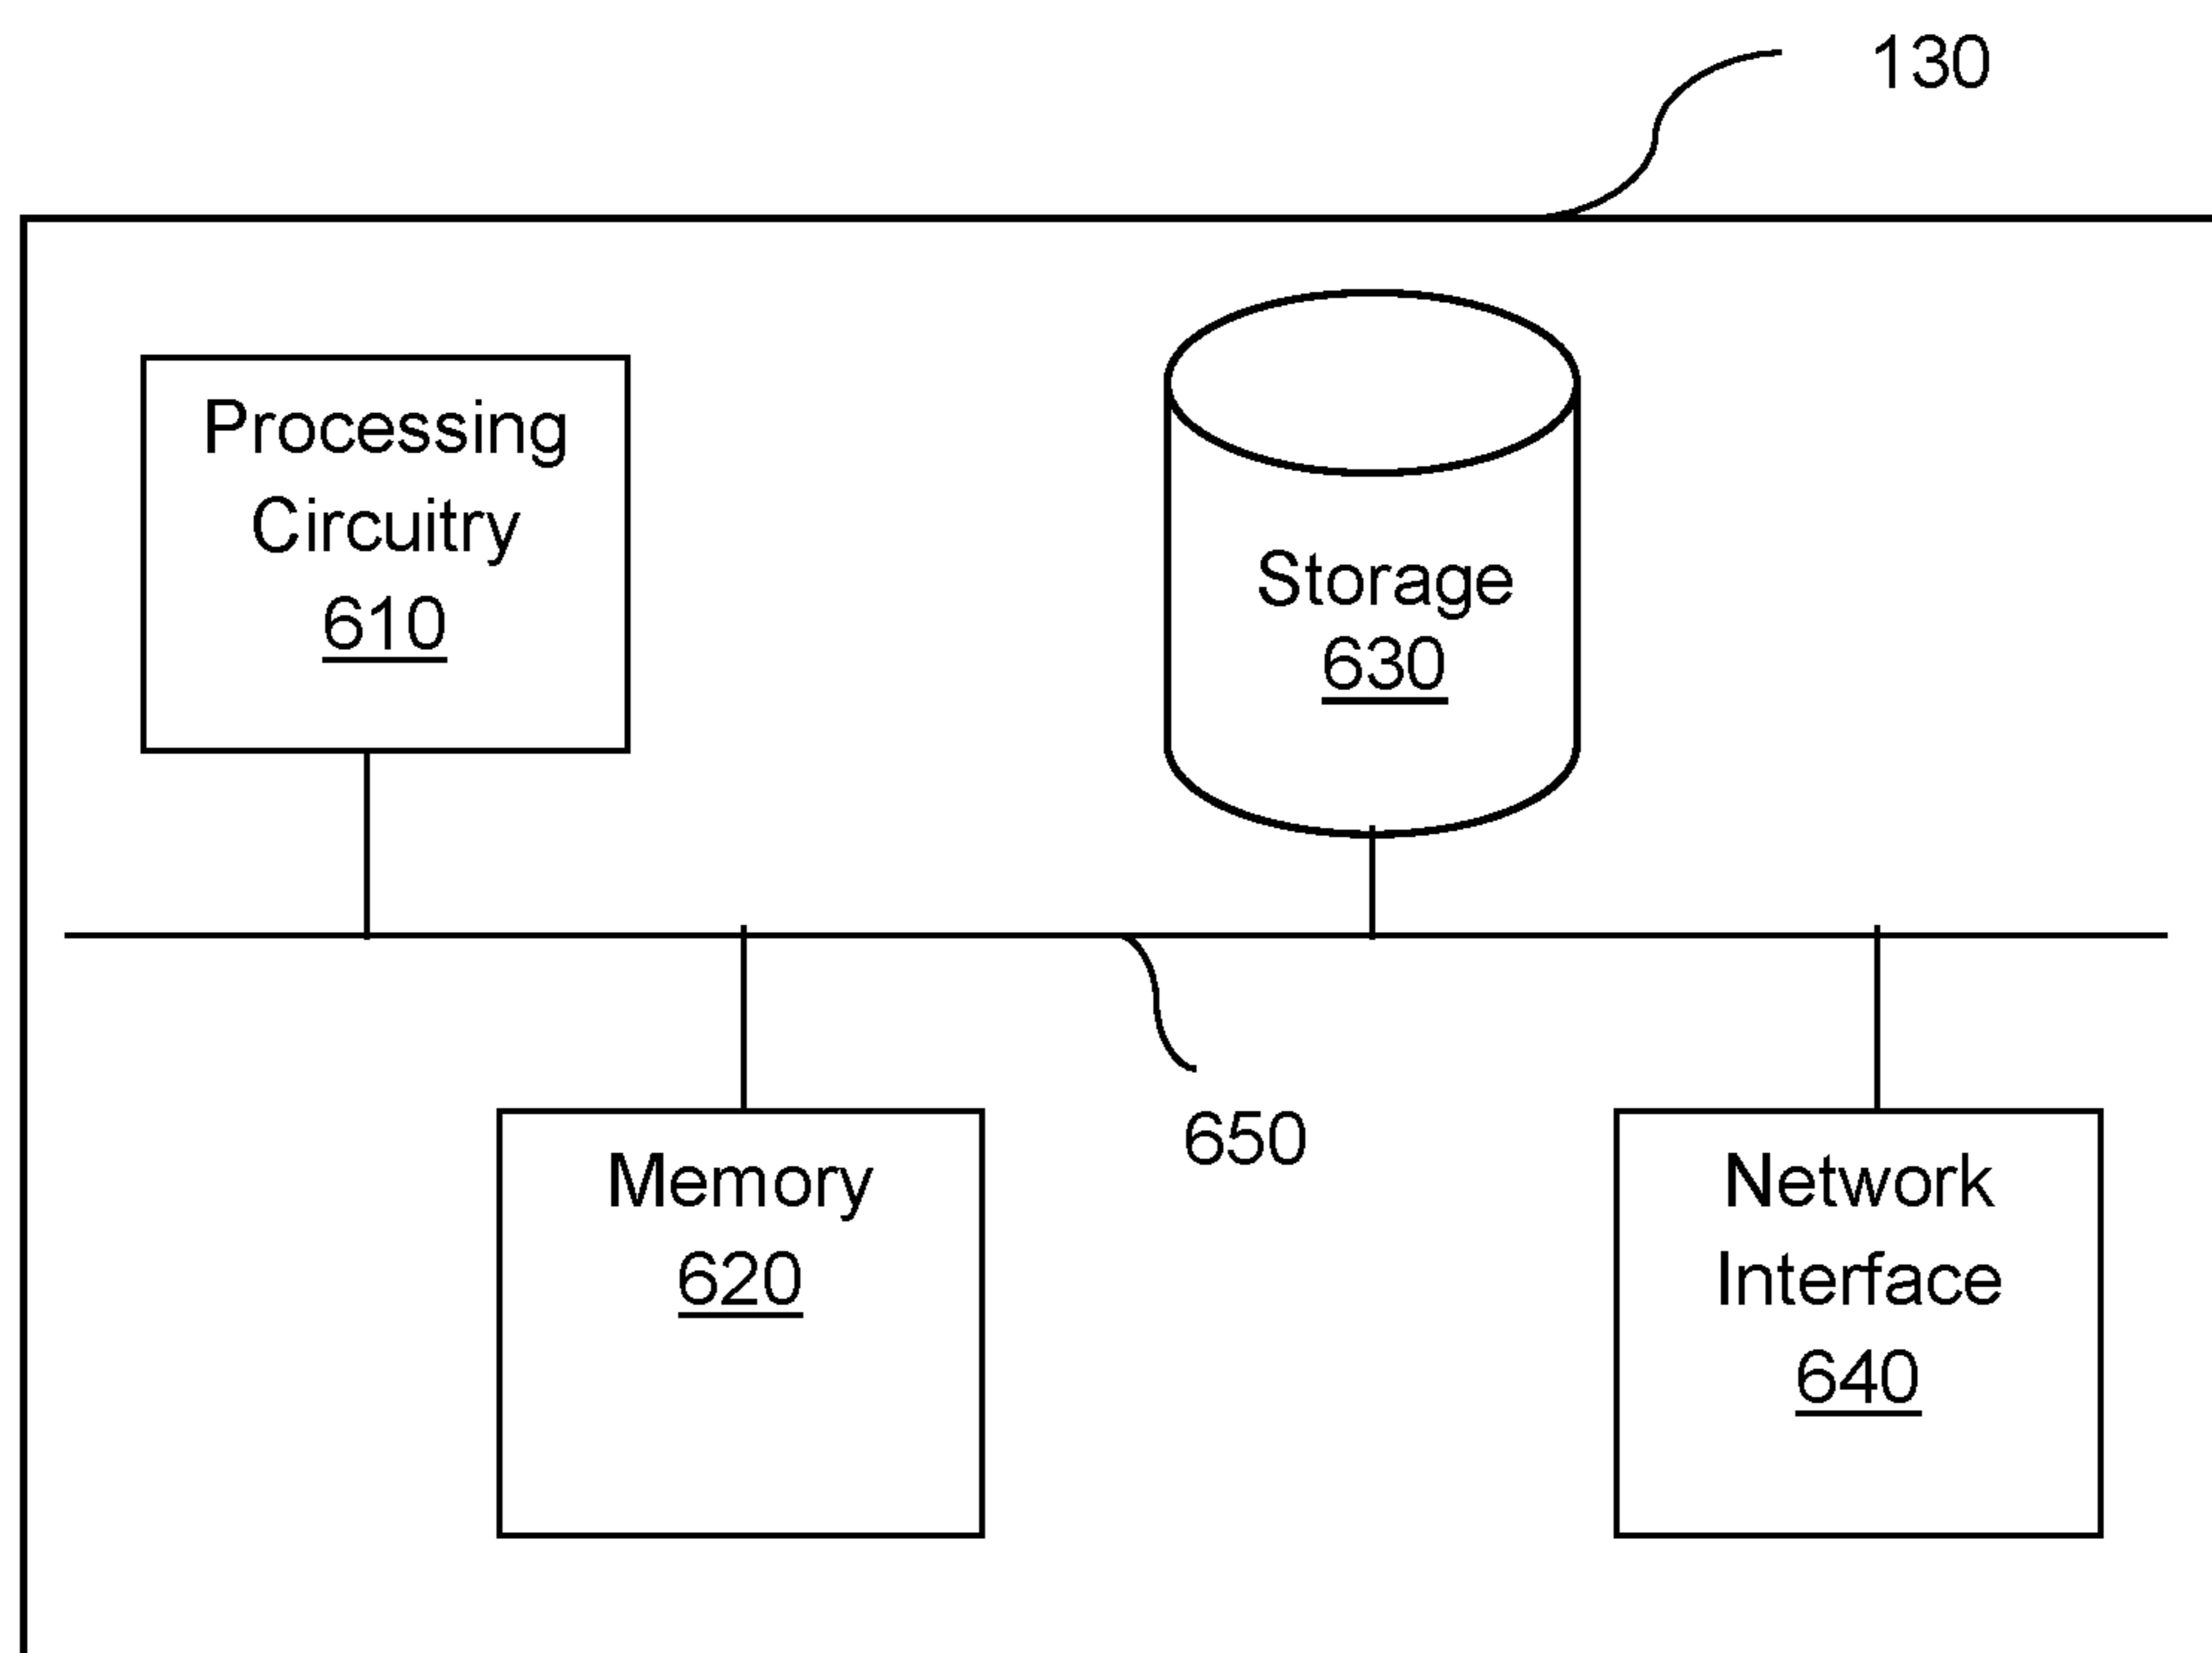 130
Processing
Circuitry
610
Storage
630
650
Memory
620
Network
Interface
640